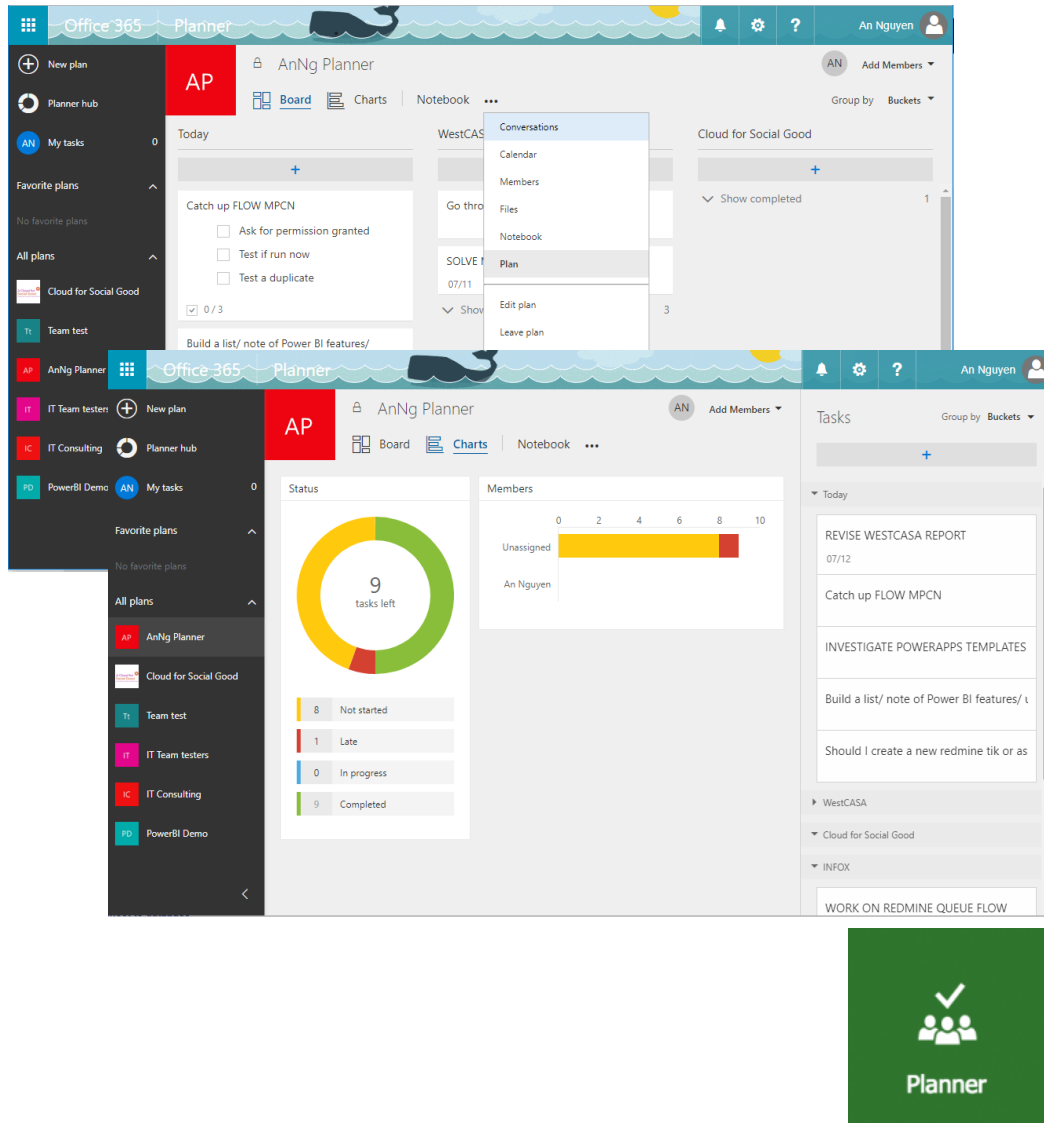 Office 365 Planner ? An Nguyen
New plan
Planner hub
AN My tasks 0
Favorite plans
No favorite plans
All plans
Cloud for Social Good
Tt Team test
AP AnNg Planner
IT IT Team testers
IC IT Consulting
PD PowerBI Demo
AP AnNg Planner AN Add Members
Board Charts Notebook ••• Group by Buckets
Today
+
Catch up FLOW MPCN
Ask for permission granted
Test if run now
Test a duplicate
0 / 3
Build a list/ note of Power BI features/
WestCAS
Go thro
SOLVE
07/11
Show 3
Conversations
Calendar
Members
Files
Notebook
Plan
Edit plan
Leave plan
Cloud for Social Good
+
Show completed 1
Office 365 Planner ? An Nguyen
New plan
Planner hub
AN My tasks 0
Favorite plans
No favorite plans
All plans
AP AnNg Planner
Cloud for Social Good
Tt Team test
IT IT Team testers
IC IT Consulting
PD PowerBI Demo
AP AnNg Planner AN Add Members
Board Charts Notebook •••
Status
9
tasks left
8 Not started
1 Late
0 In progress
9 Completed
Members
0 2 4 6 8 10
Unassigned
An Nguyen
Tasks Group by Buckets
+
Today
REVISE WESTCASA REPORT
07/12
Catch up FLOW MPCN
INVESTIGATE POWERAPPS TEMPLATES
Build a list/ note of Power BI features/ u
Should I create a new redmine tik or as
WestCASA
Cloud for Social Good
INFOX
WORK ON REDMINE QUEUE FLOW
Planner